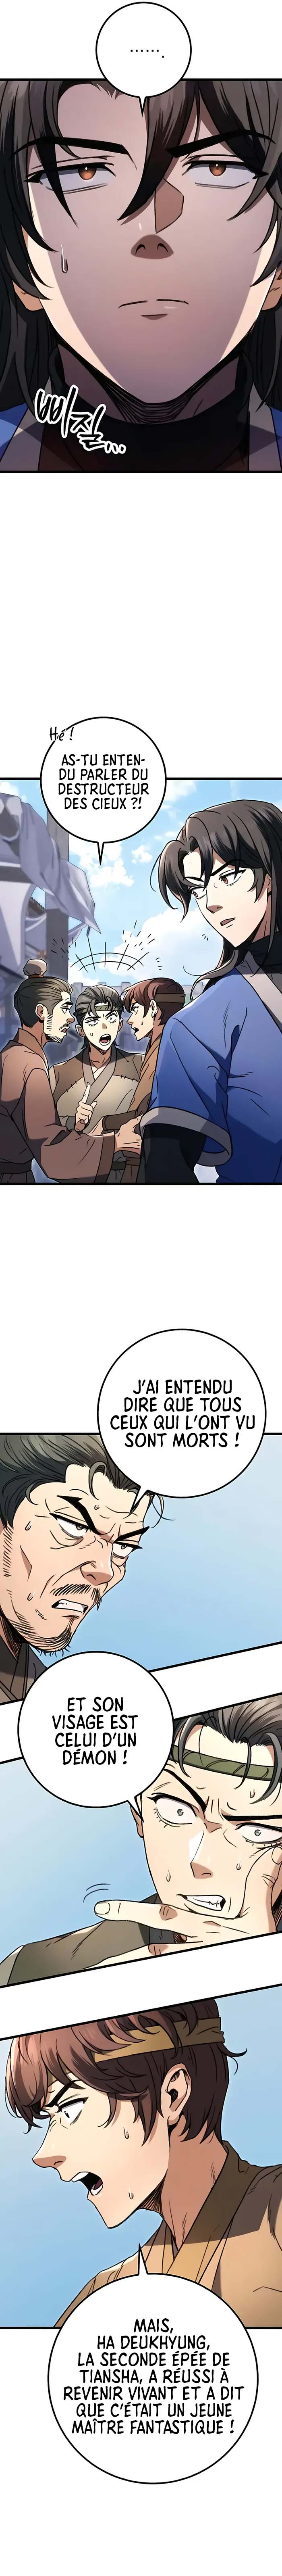 .......
삐질...
Hé !
AS-TU ENTEN-
DU PARLER DU
DESTRUCTEUR
DES CIEUX ?!
J'AI ENTENDU
DIRE QUE TOUS
CEUX QUI L'ONT VU
SONT MORTS !
ET SON
VISAGE EST
CELUI D'UN
DÉMON !
MAIS,
HA DEUKHYUNG,
LA SECONDE ÉPÉE DE
TIANSHA, A RÉUSSI À
REVENIR VIVANT ET A DIT
QUE C'ÉTAIT UN JEUNE
MAÎTRE FANTASTIQUE !